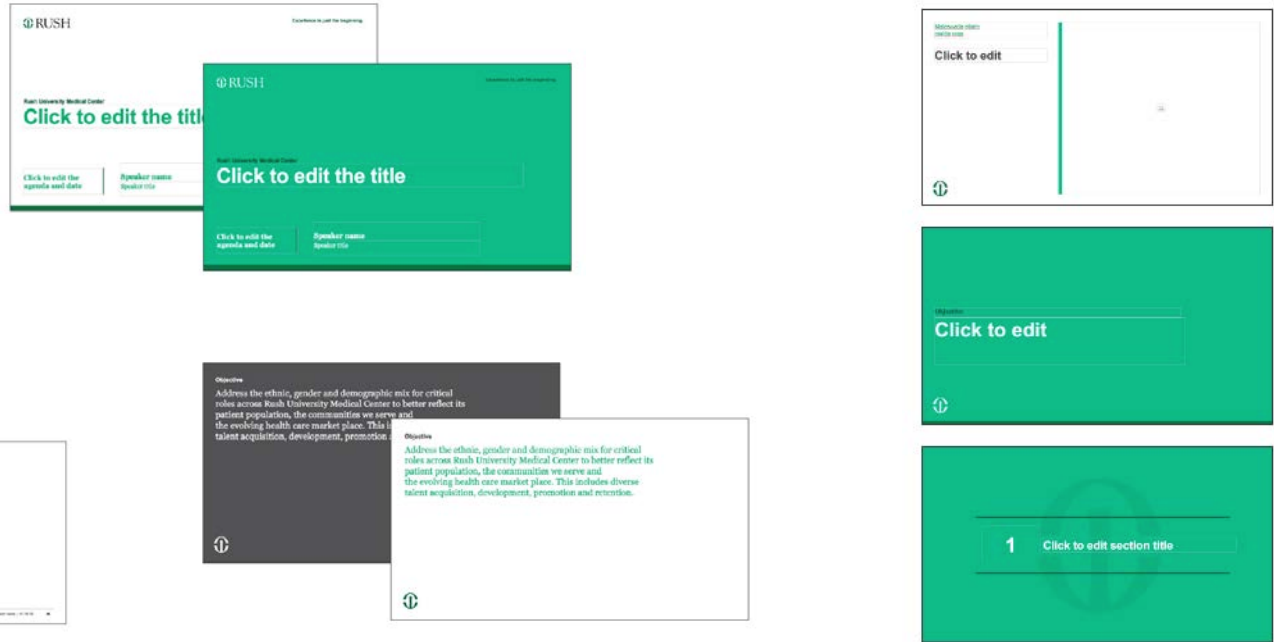 RUSH
Excellence is just the beginning.
Rush University Medical Center
Click to edit the titl
Click to edit the
agenda and date
Speaker name
Speaker title
RUSH
Excellence is just the beginning.
Rush University Medical Center
Click to edit the title
Click to edit the
agenda and date
Speaker name
Speaker title
Objective
Address the ethnic, gender and demographic mix for critical
roles across Rush University Medical Center to better reflect its
patient population, the communities we serve and
the evolving health care market place. This
talent acquisition, development, promotion
Objective
Address the ethnic, gender and demographic mix for critical
roles across Rush University Medical Center to better reflect its
patient population, the communities we serve and
the evolving health care market place. This includes diverse
talent acquisition, development, promotion and retention.
Click to edit
Objective
Click to edit
1 Click to edit section title